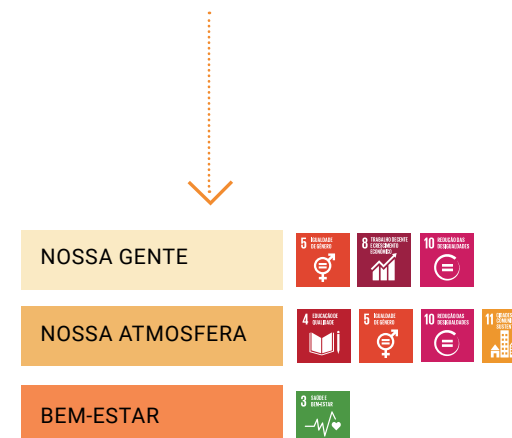 NOSSA GENTE
5 IGUALDADE
DE GÊNERO
8 TRABALHO DECENTE
E CRESCIMENTO
ECONÔMICO
10 REDUÇÃO DAS
DESIGUALDADES
NOSSA ATMOSFERA
4 EDUCAÇÃO DE
QUALIDADE
5 IGUALDADE
DE GÊNERO
10 REDUÇÃO DAS
DESIGUALDADES
11
BEM-ESTAR
3 SAÚDE E
BEM-ESTAR